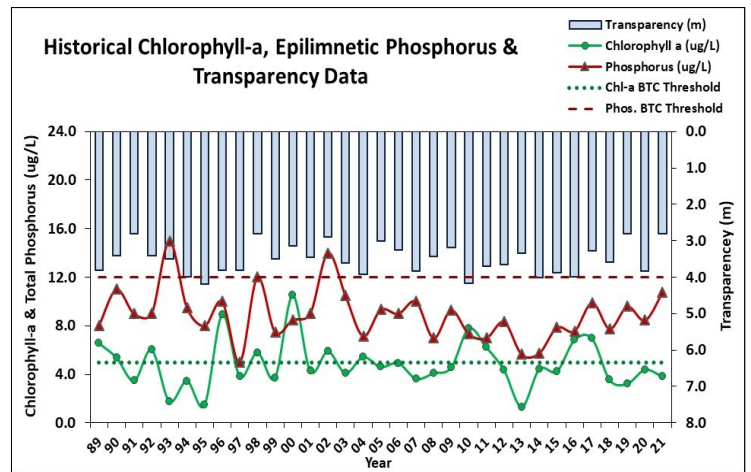 Historical Chlorophyll-a, Epilimnetic Phosphorus &
Transparency Data
Transparency (m)
Chlorophyll a (ug/L)
Phosphorus (ug/L)
Chl-a BTC Threshold
Phos. BTC Threshold
Chlorophyll-a & Total Phosphorus (ug/L)
24.0
20.0
16.0
12.0
8.0
4.0
0.0
0.0
1.0
2.0
3.0
4.0
5.0
6.0
7.0
8.0
Transparencey (m)
89 90 91 92 93 94 95 96 97 98 99 00 01 02 03 04 05 06 07 08 09 10 11 12 13 14 15 16 17 18 19 20 21
Year